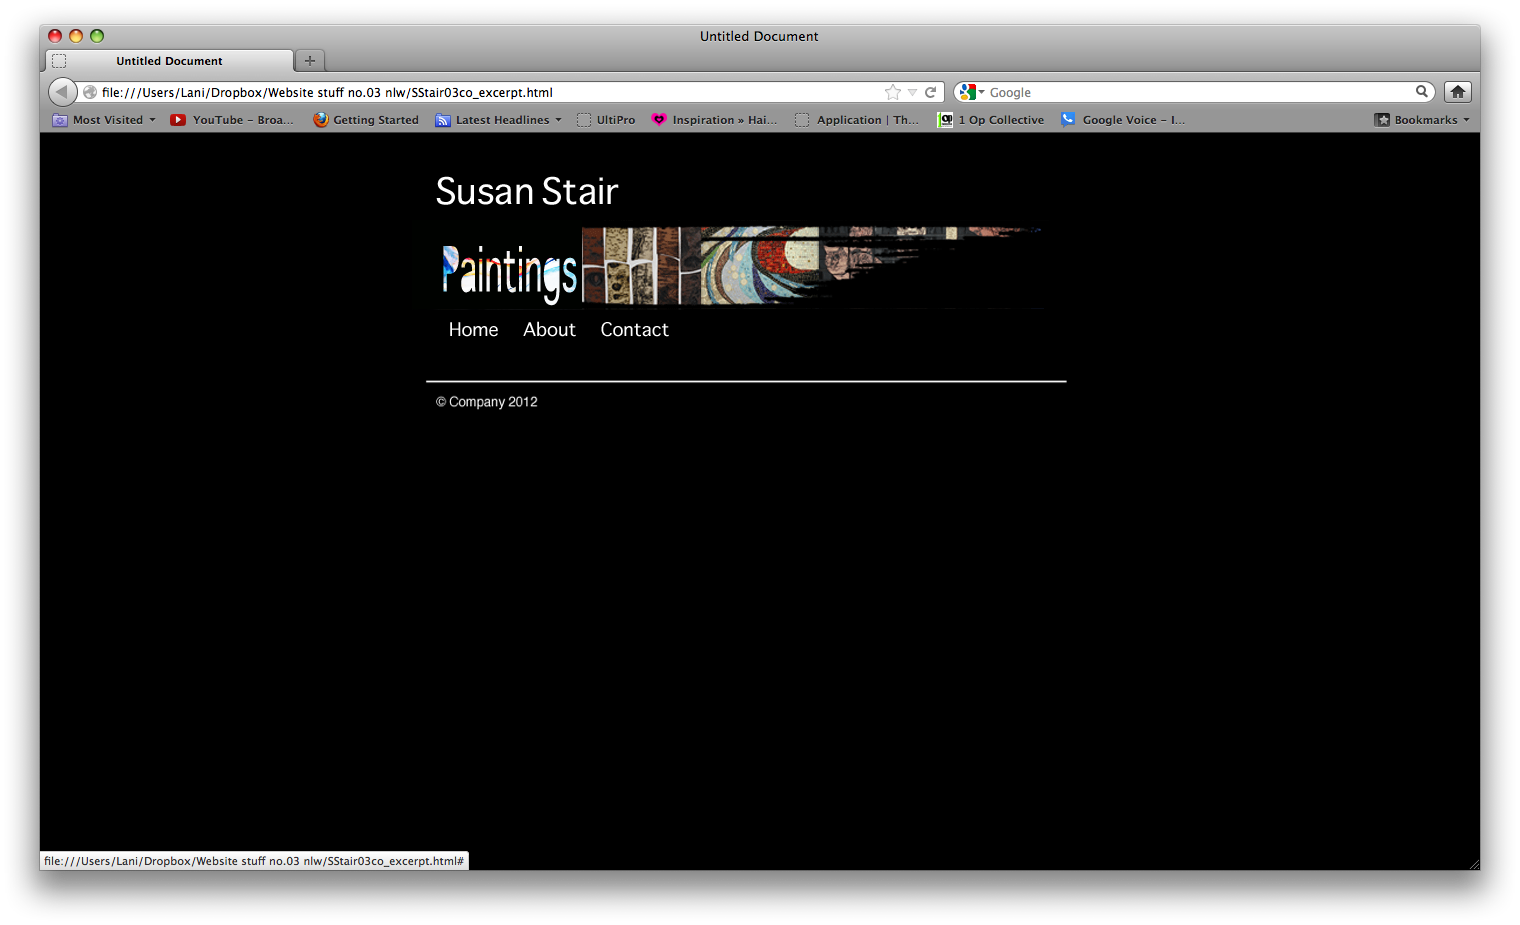 Untitled Document
Untitled Document
file:///Users/Lani/Dropbox/Website stuff no.03 nlw/SStair03co_excerpt.html
Google
Most Visited
YouTube – Broa...
Getting Started
Latest Headlines
UltiPro
Inspiration » Hai...
Application | Th...
1 Op Collective
Google Voice – I...
Bookmarks
Susan Stair
Paintings
Home About Contact
© Company 2012
file:///Users/Lani/Dropbox/Website stuff no.03 nlw/SStair03co_excerpt.html#